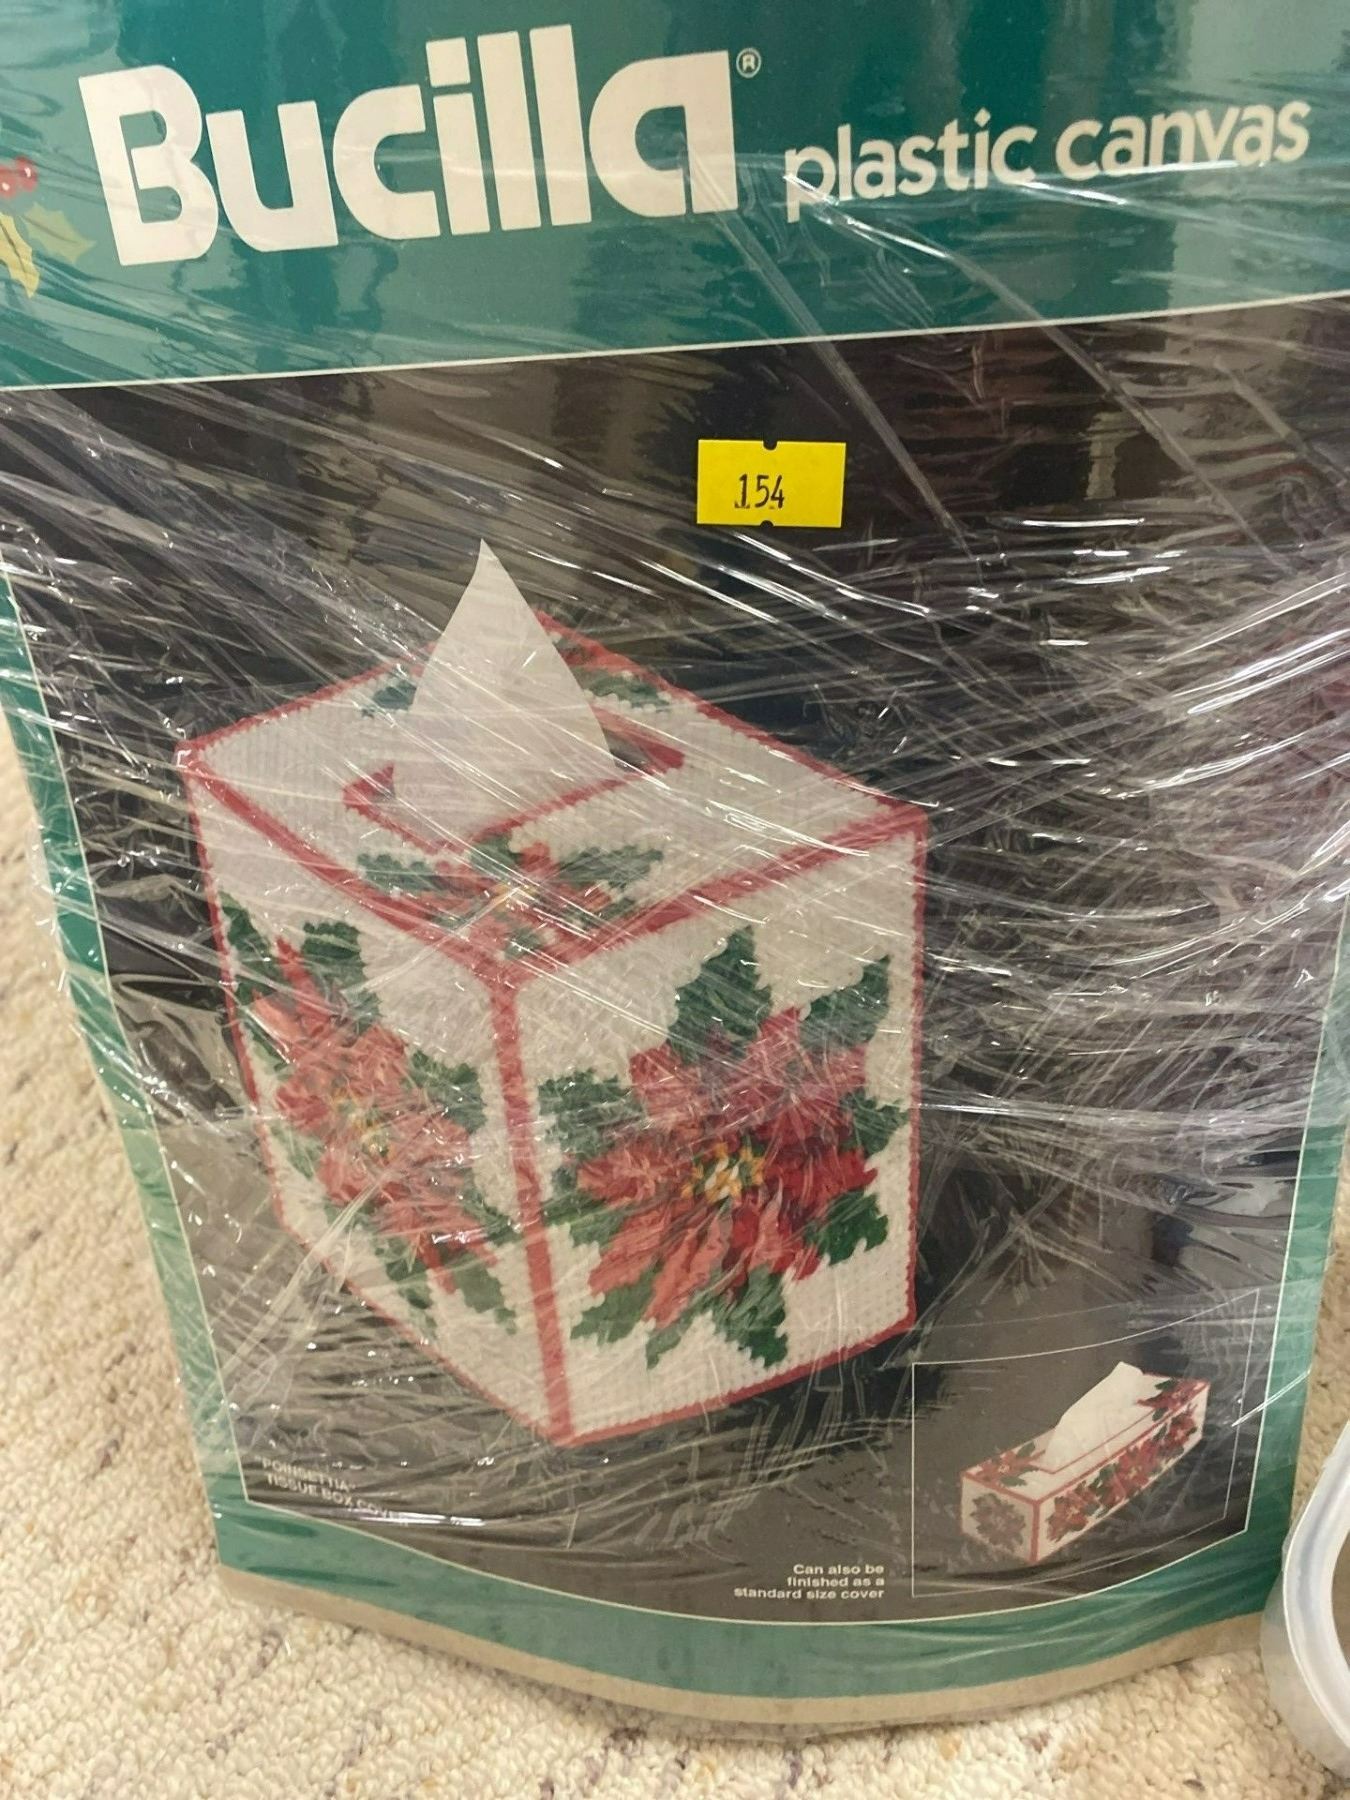 Bucilla® plastic canvas
154
"POINSETTIA"
TISSUE BOX COVER
Can also be
finished as a
standard size cover